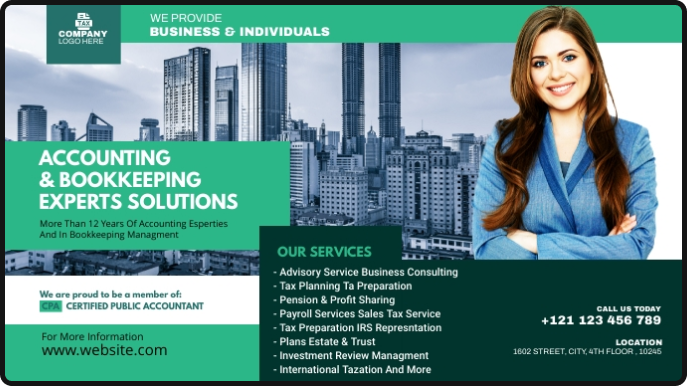 TAX
COMPANY
LOGO HERE
WE PROVIDE
BUSINESS & INDIVIDUALS
ACCOUNTING
& BOOKKEEPING
EXPERTS SOLUTIONS
More Than 12 Years Of Accounting Esperties
And In Bookkeeping Managment
We are proud to be a member of:
CPA CERTIFIED PUBLIC ACCOUNTANT
For More Information
www.website.com
OUR SERVICES
- Advisory Service Business Consulting
- Tax Planning Ta Preparation
- Pension & Profit Sharing
- Payroll Services Sales Tax Service
- Tax Preparation IRS Represntation
- Plans Estate & Trust
- Investment Review Managment
- International Tazation And More
CALL US TODAY
+121 123 456 789
LOCATION
1602 STREET, CITY, 4TH FLOOR , 10245